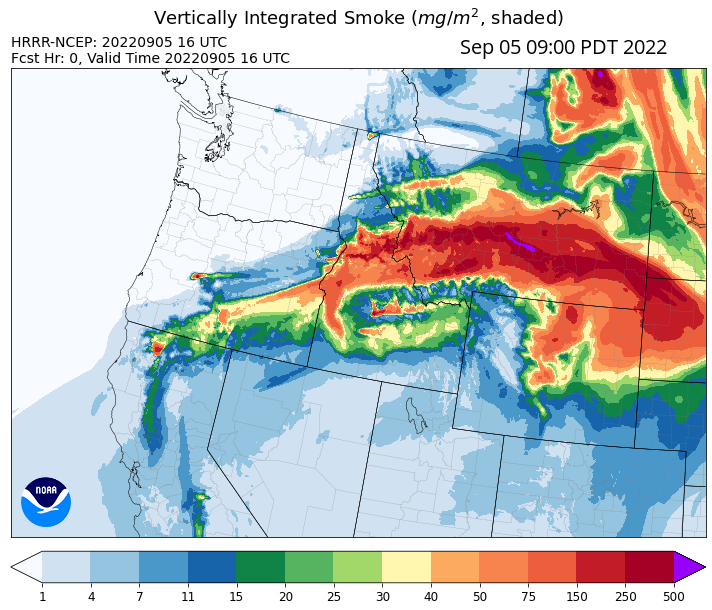 Vertically Integrated Smoke (mg/m², shaded)
HRRR-NCEP: 20220905 16 UTC
Sep 05 09:00 PDT 2022
Fcst Hr: 0, Valid Time 20220905 16 UTC
NOAA
1 4 7 11 15 20 25 30 40 50 75 150 250 500